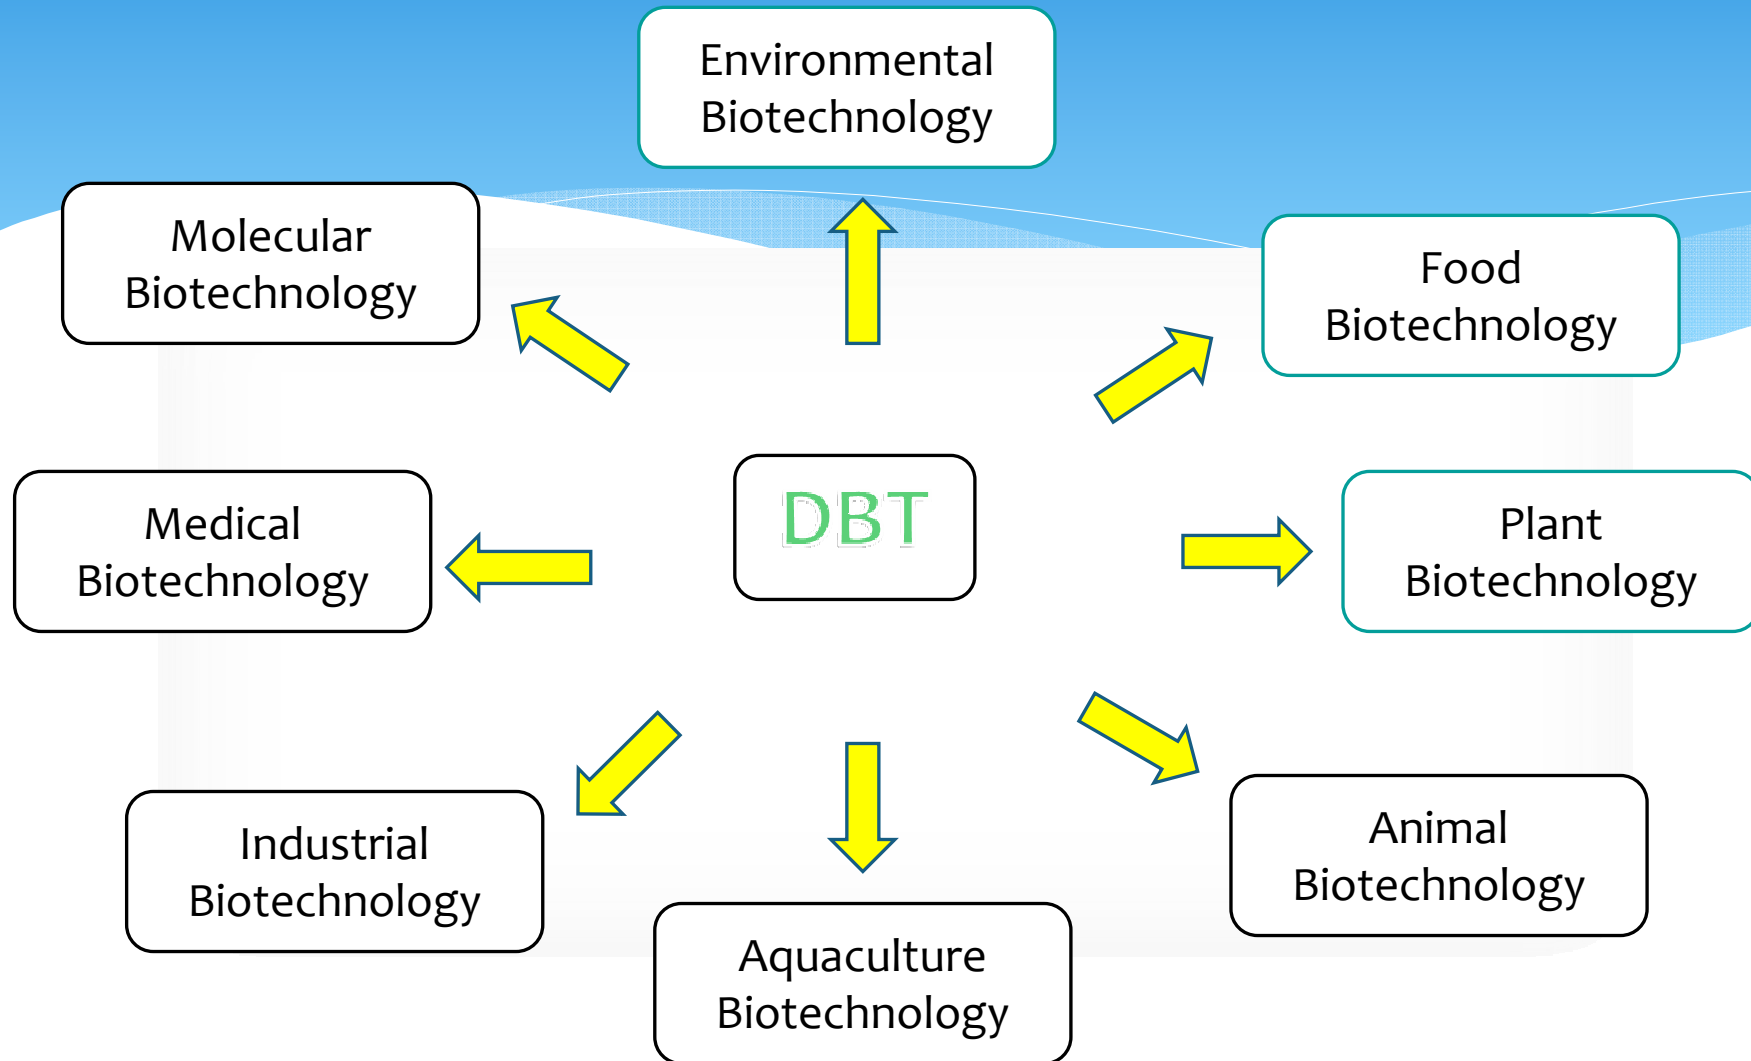 Environmental
Biotechnology
Molecular
Biotechnology
Food
Biotechnology
DBT
Medical
Biotechnology
Plant
Biotechnology
Industrial
Biotechnology
Animal
Biotechnology
Aquaculture
Biotechnology